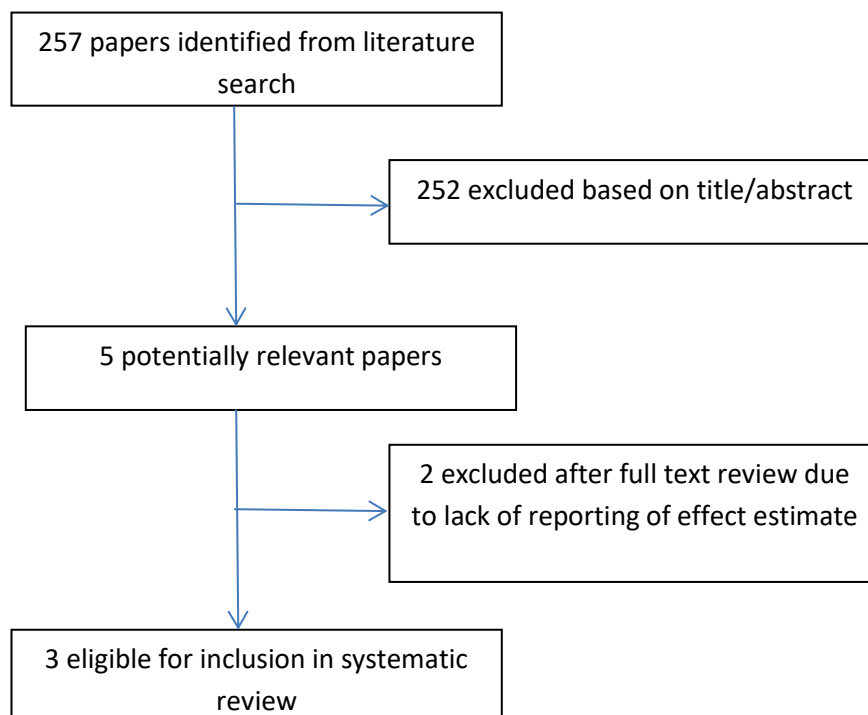 257 papers identified from literature
search
252 excluded based on title/abstract
5 potentially relevant papers
2 excluded after full text review due
to lack of reporting of effect estimate
3 eligible for inclusion in systematic
review